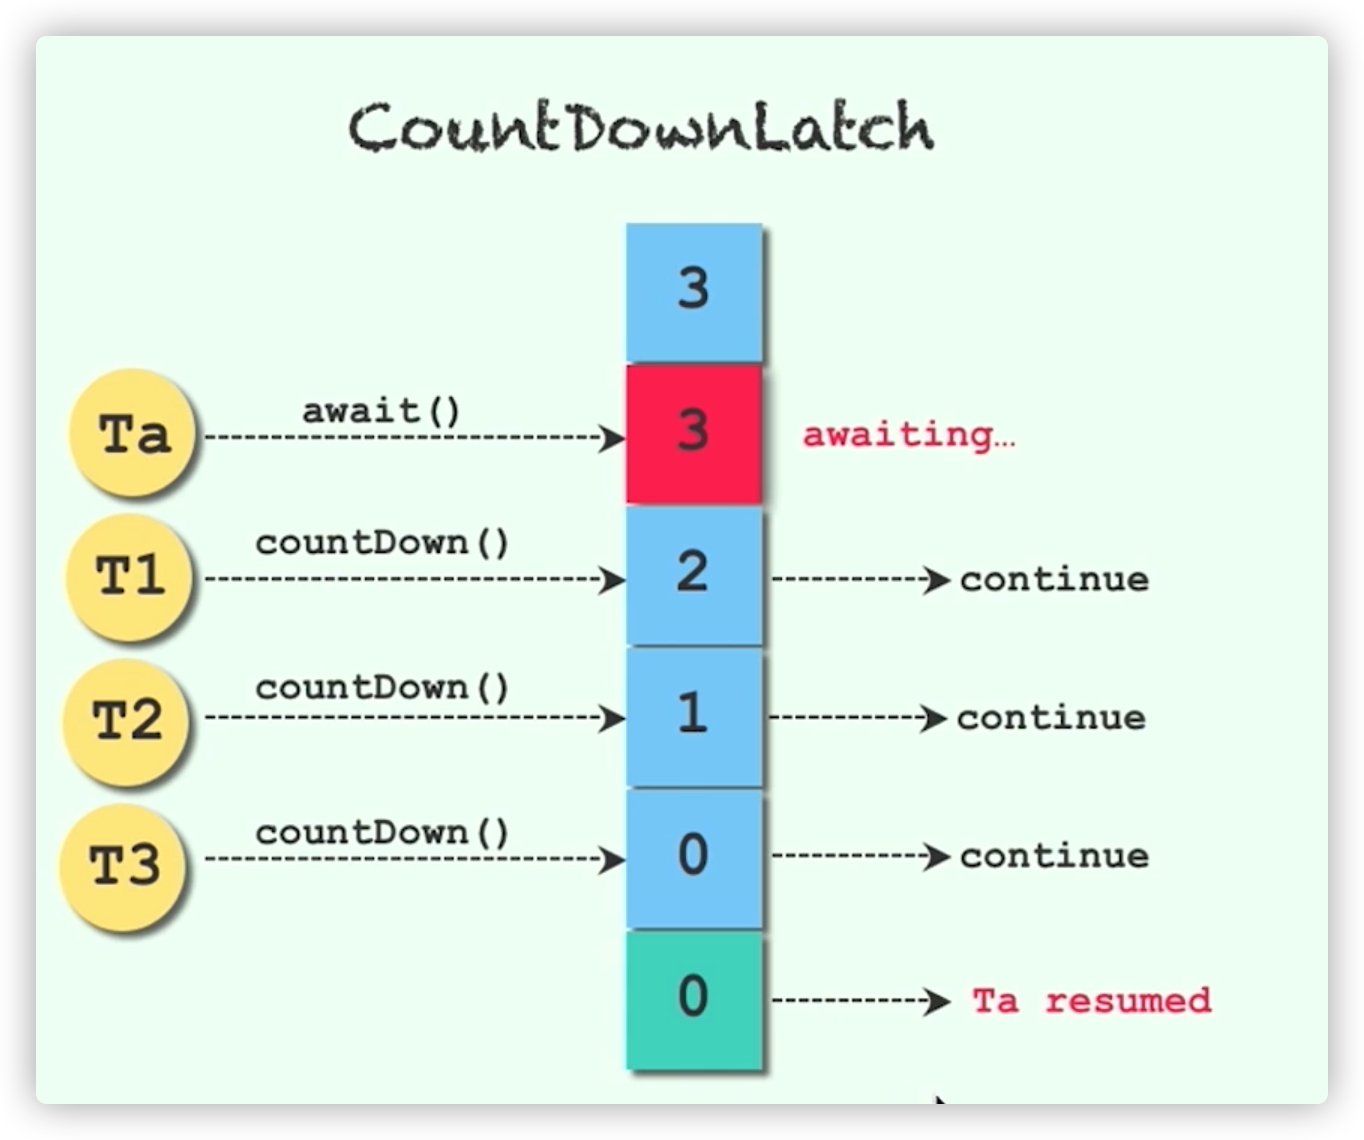 CountDownLatch
3
Ta await() 3 awaiting…
T1 countDown() 2 continue
T2 countDown() 1 continue
T3 countDown() 0 continue
0 Ta resumed